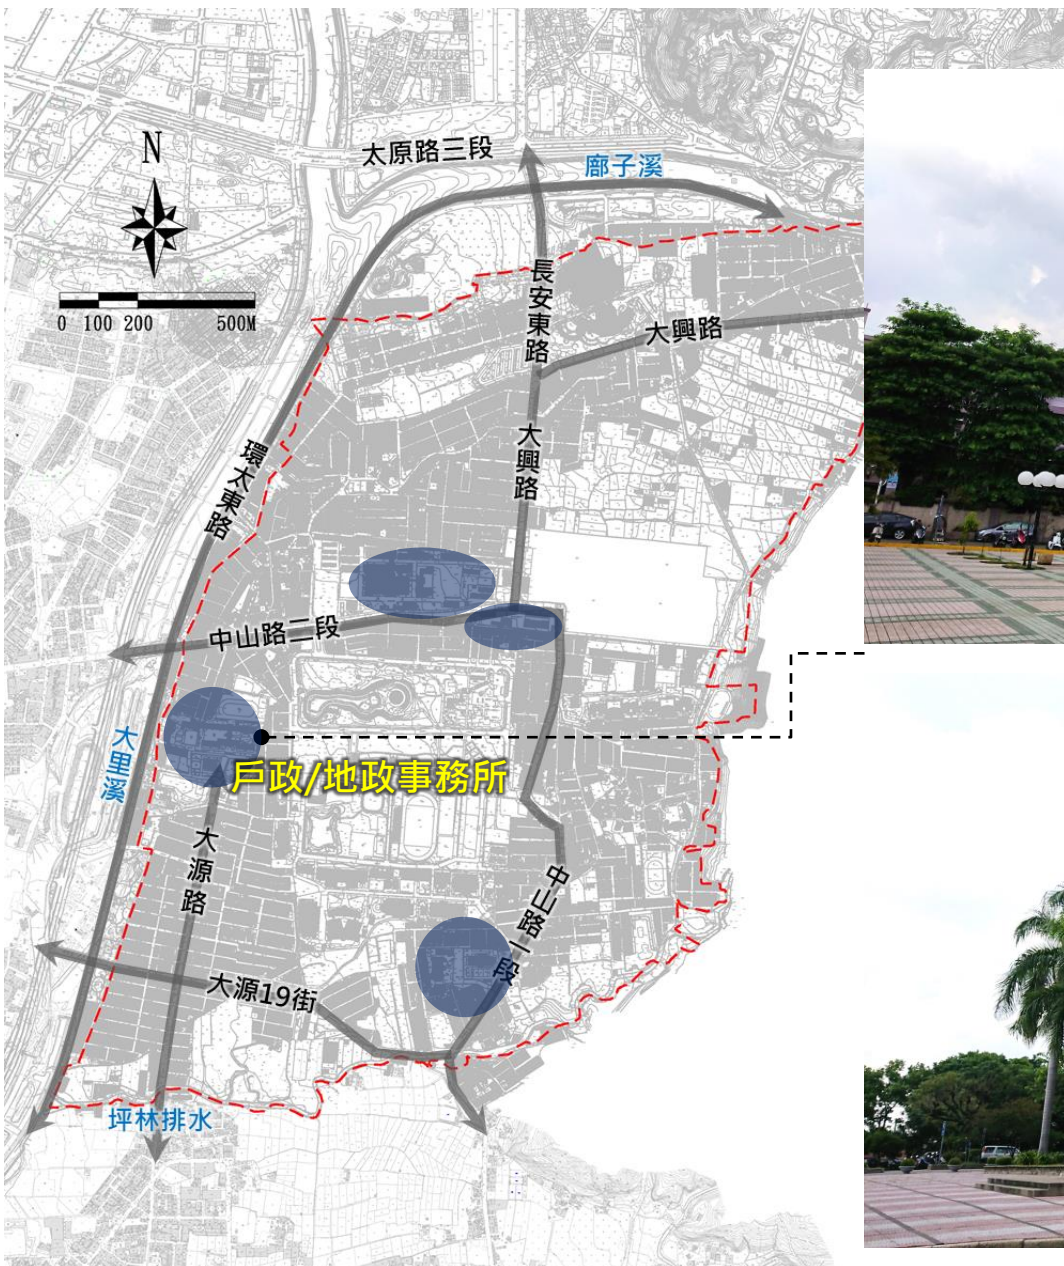 太原路三段
廍子溪
N
0 100 200 500M
長安東路
大興路
大興路
環太東路
中山路二段
大里溪
戶政/地政事務所
大源路
中山路一段
大源19街
坪林排水